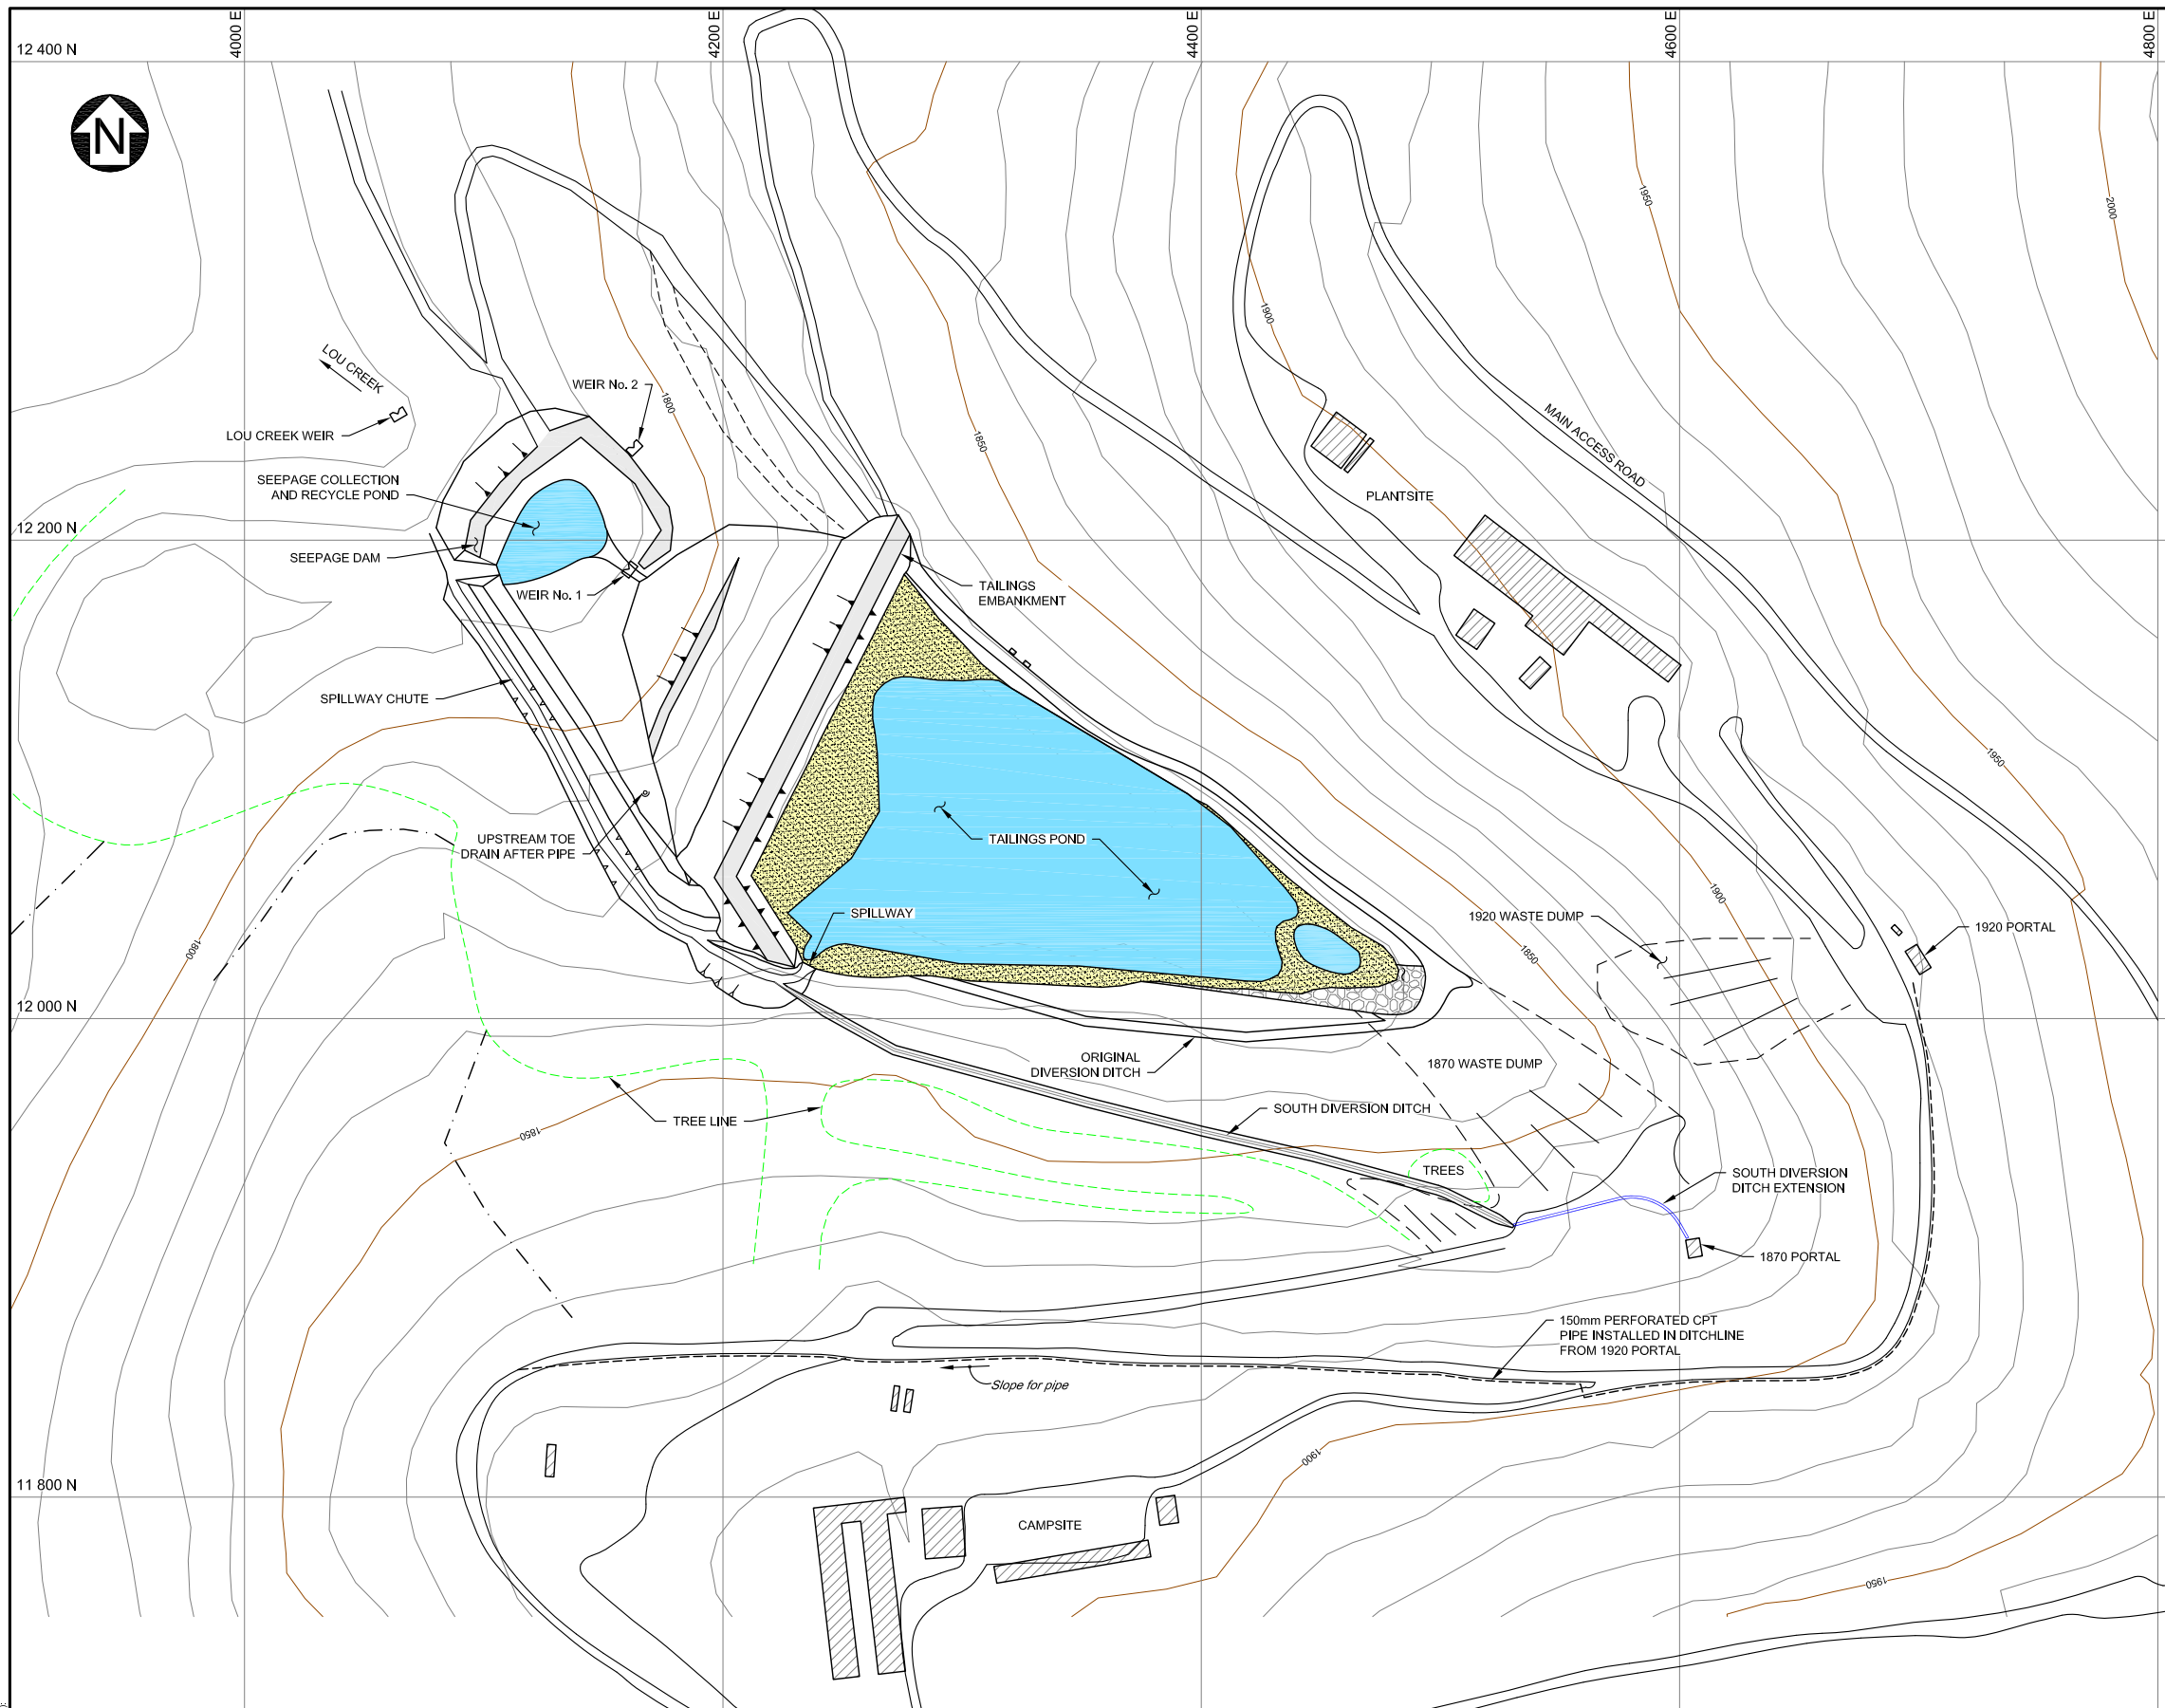 4000 E
4200 E
4400 E
4600 E
4800 E
12 400 N
N
1950
2000
1900
LOU CREEK
WEIR No. 2
1800
MAIN ACCESS ROAD
LOU CREEK WEIR
1850
SEEPAGE COLLECTION
AND RECYCLE POND
PLANTSITE
12 200 N
SEEPAGE DAM
WEIR No. 1
TAILINGS
EMBANKMENT
SPILLWAY CHUTE
1950
UPSTREAM TOE
DRAIN AFTER PIPE
TAILINGS POND
1900
SPILLWAY
1920 WASTE DUMP
1920 PORTAL
1800
1850
12 000 N
ORIGINAL
DIVERSION DITCH
1870 WASTE DUMP
SOUTH DIVERSION DITCH
TREE LINE
1850
TREES
SOUTH DIVERSION
DITCH EXTENSION
1870 PORTAL
150mm PERFORATED CPT
PIPE INSTALLED IN DITCHLINE
FROM 1920 PORTAL
Slope for pipe
1900
11 800 N
CAMPSITE
1950